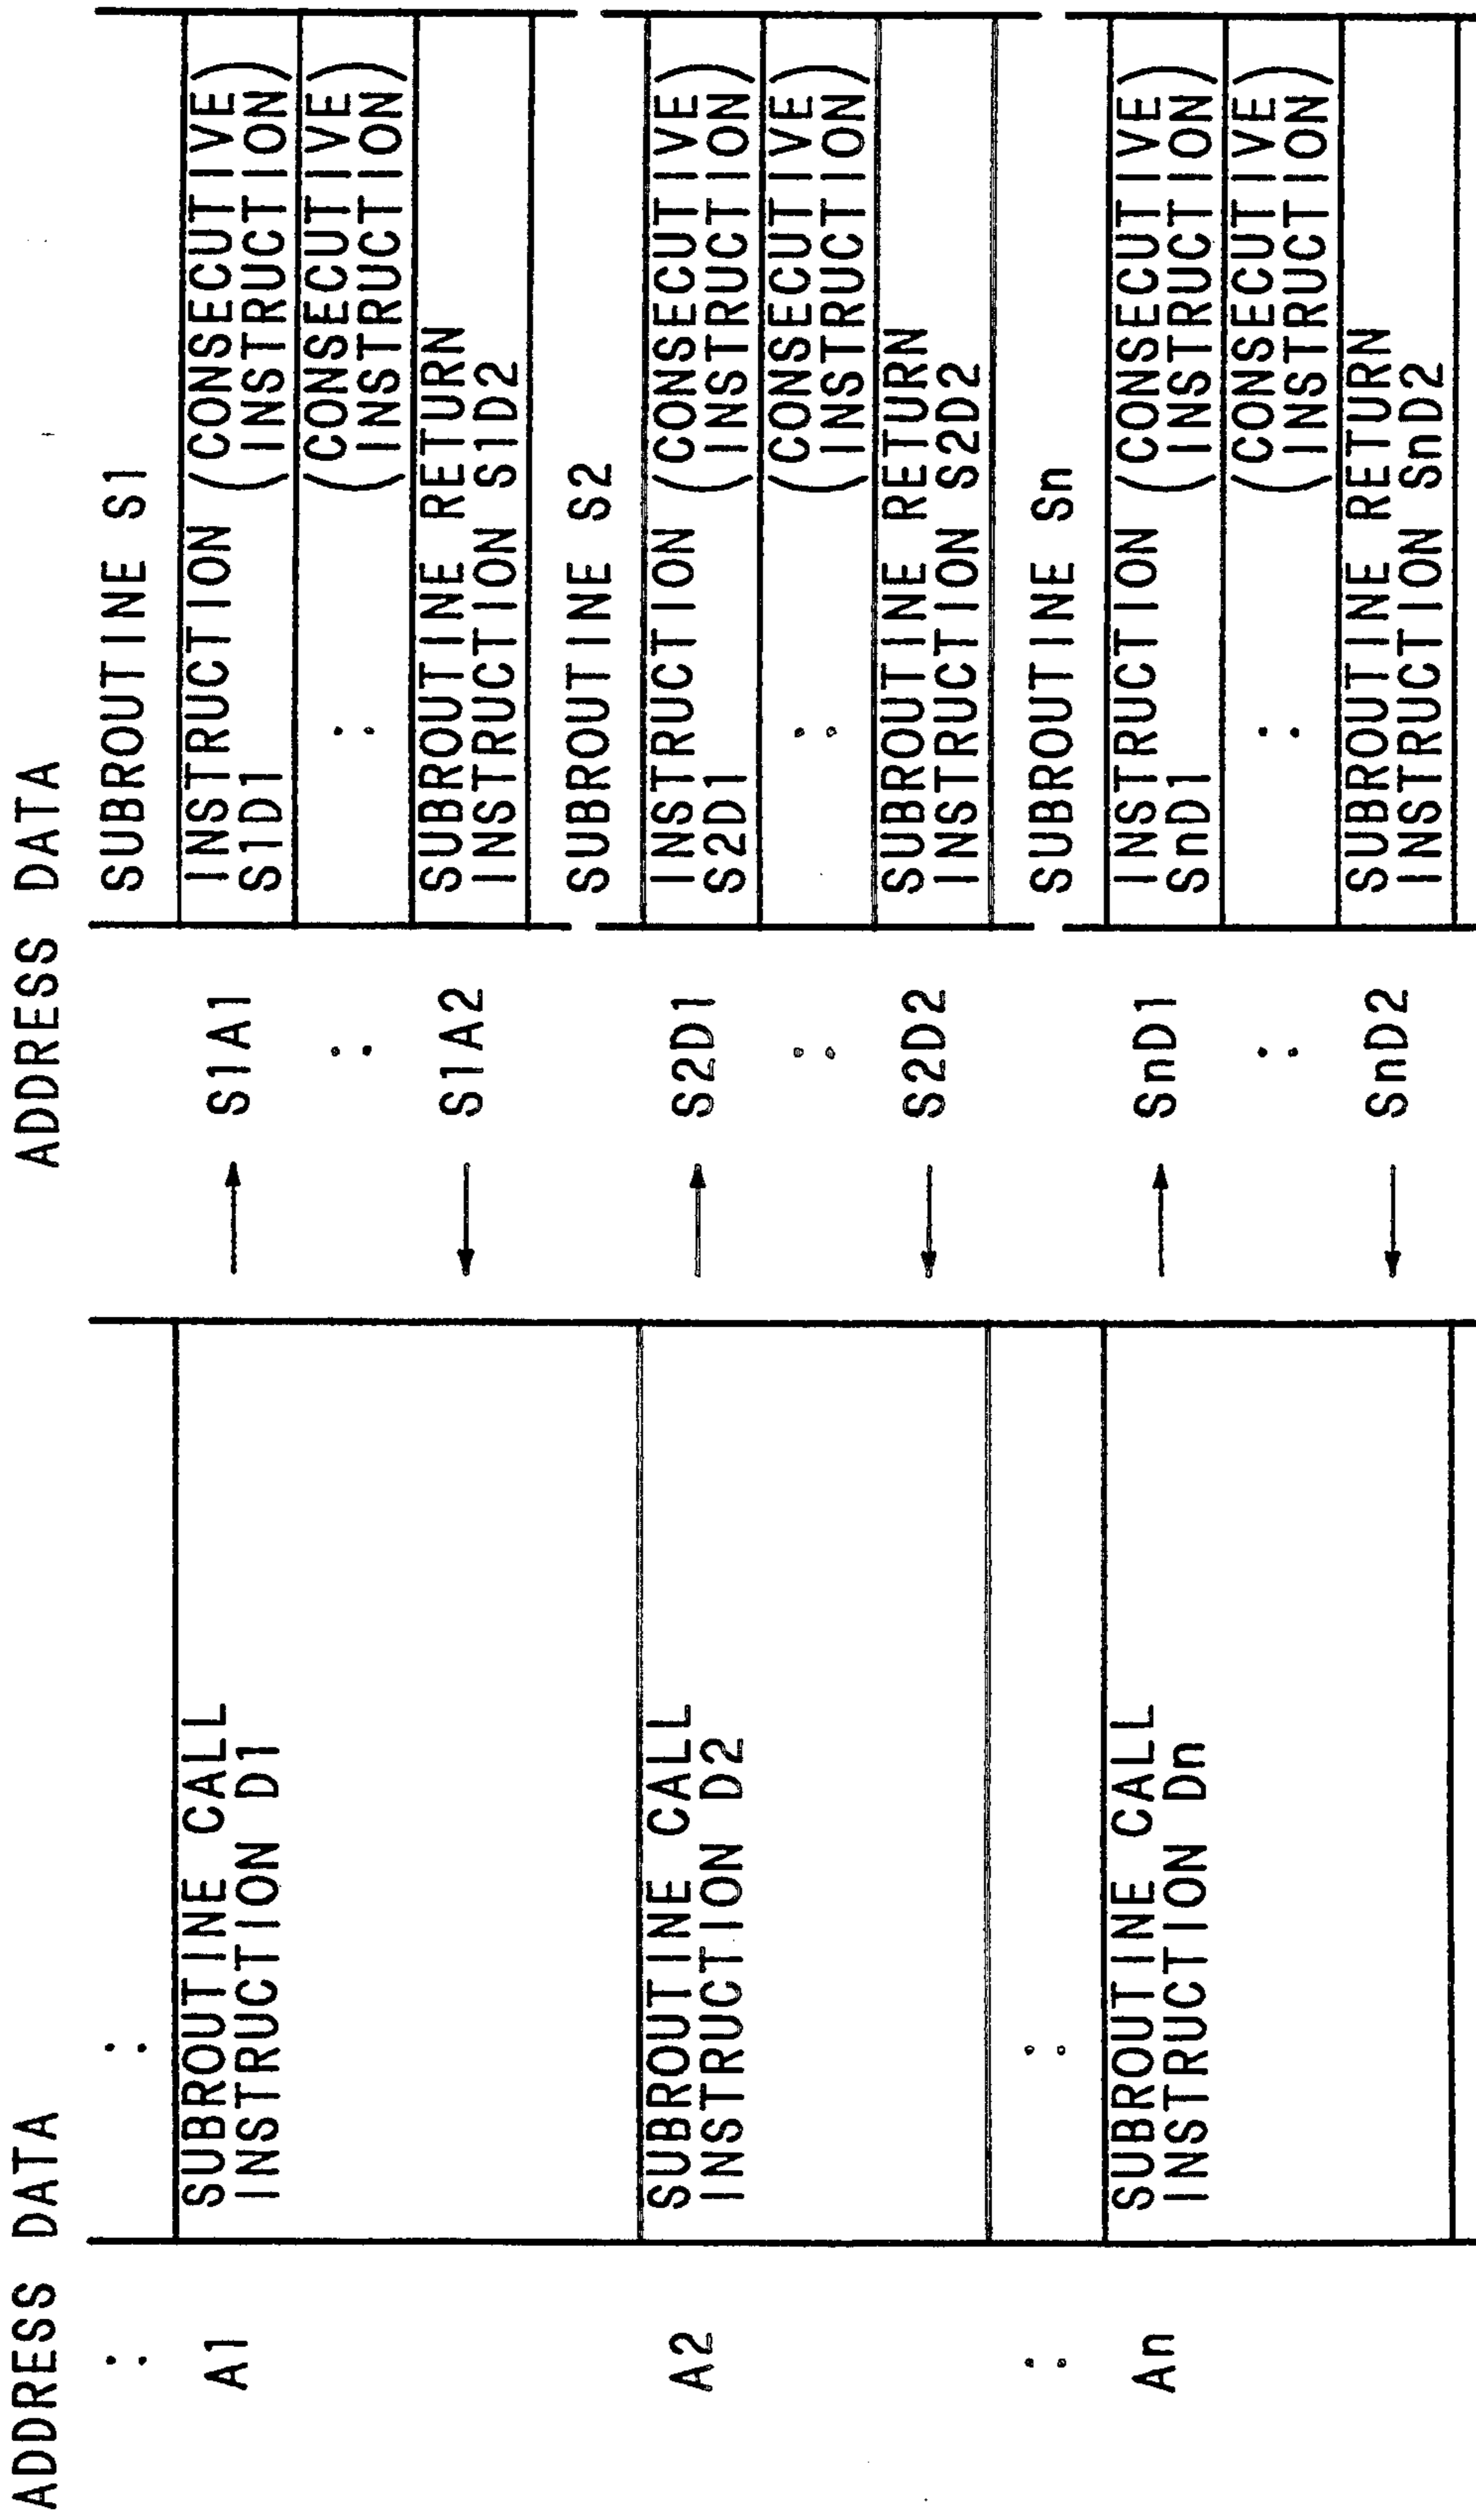 ADDRESS DATA ADDRESS DATA
: : SUBROUTINE S1
A1 SUBROUTINE CALL → S1A1 INSTRUCTION (CONSECUTIVE)
INSTRUCTION D1 S1D1 (INSTRUCTION)
: : (CONSECUTIVE)
(INSTRUCTION)
← S1A2 SUBROUTINE RETURN
INSTRUCTION S1D2
SUBROUTINE S2
A2 SUBROUTINE CALL → S2D1 INSTRUCTION (CONSECUTIVE)
INSTRUCTION D2 S2D1 (INSTRUCTION)
: : (CONSECUTIVE)
(INSTRUCTION)
← S2D2 SUBROUTINE RETURN
INSTRUCTION S2D2
: : SUBROUTINE Sn
An SUBROUTINE CALL → SnD1 INSTRUCTION (CONSECUTIVE)
INSTRUCTION Dn SnD1 (INSTRUCTION)
: : (CONSECUTIVE)
(INSTRUCTION)
← SnD2 SUBROUTINE RETURN
INSTRUCTION SnD2